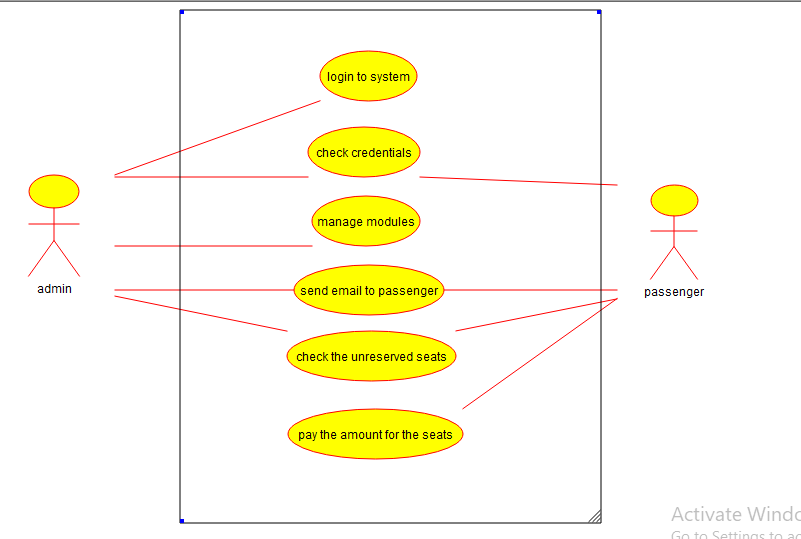 login to system
check credentials
manage modules
admin
send email to passenger
passenger
check the unreserved seats
pay the amount for the seats
Activate Windo
Go to Settings to ac